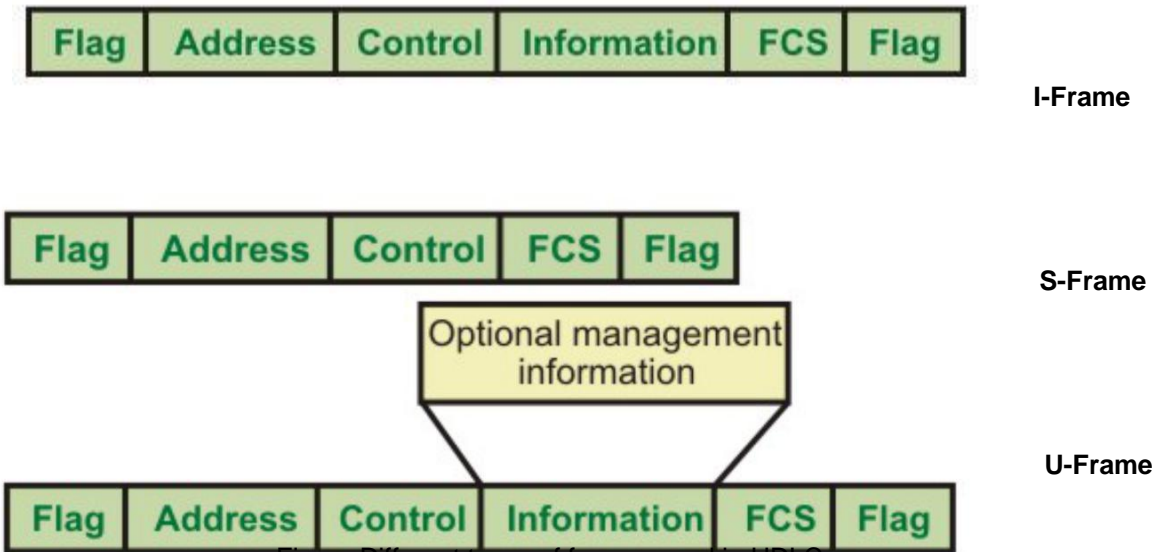 Flag Address Control Information FCS Flag
I-Frame
Flag Address Control FCS Flag
S-Frame
Optional management
information
U-Frame
Flag Address Control Information FCS Flag